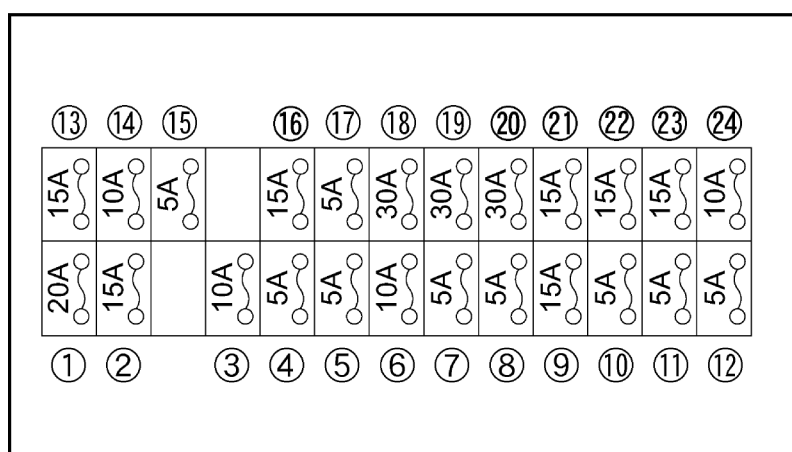 ⑬ ⑭ ⑮ ⑯ ⑰ ⑱ ⑲ ⑳ ㉑ ㉒ ㉓ ㉔
15A 10A 5A 15A 5A 30A 30A 30A 15A 15A 15A 10A
20A 15A 10A 5A 5A 10A 5A 5A 15A 5A 5A 5A
① ② ③ ④ ⑤ ⑥ ⑦ ⑧ ⑨ ⑩ ⑪ ⑫